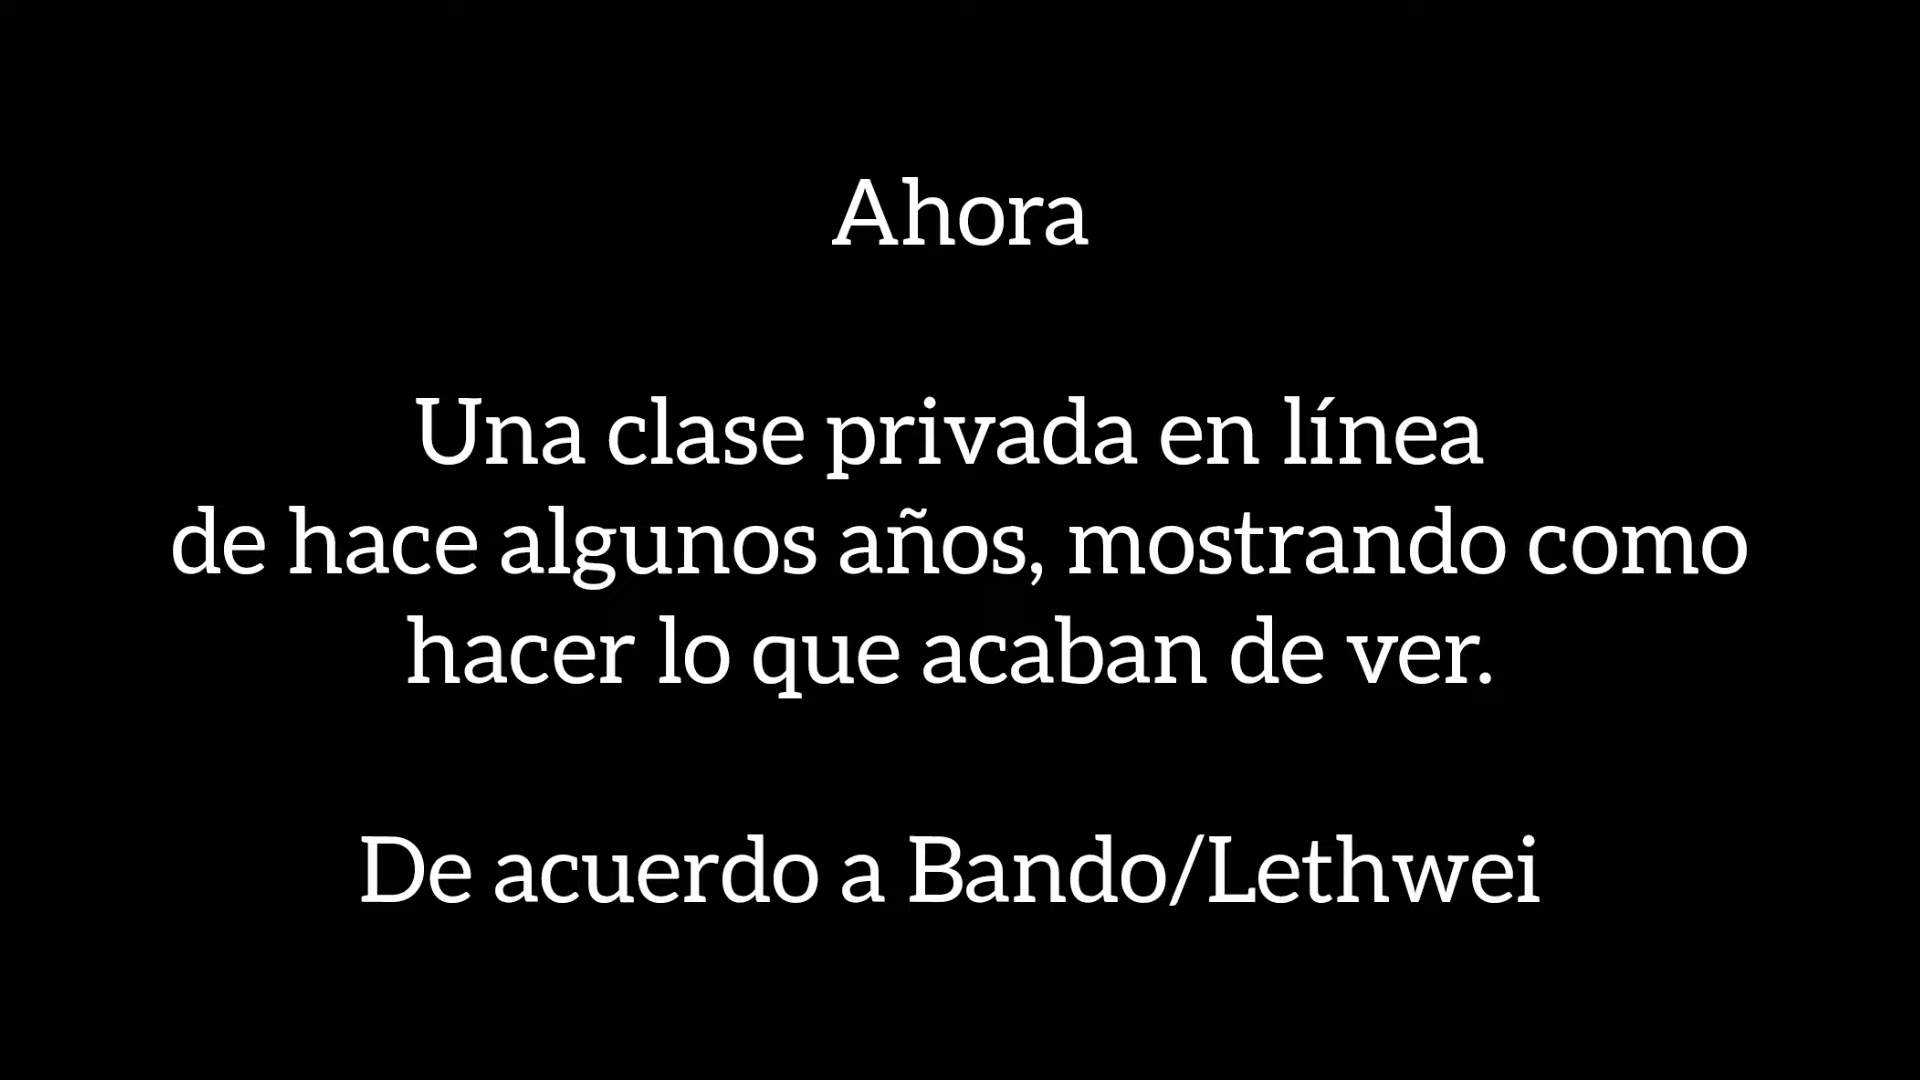 Ahora
Una clase privada en línea
de hace algunos años, mostrando como
hacer lo que acaban de ver.
De acuerdo a Bando/Lethwei